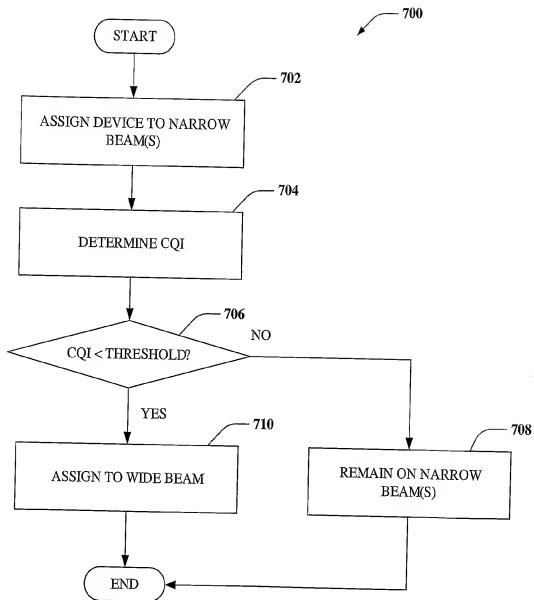 700
START
702
ASSIGN DEVICE TO NARROW
BEAM(S)
704
DETERMINE CQI
706
CQI < THRESHOLD?
NO
YES
710
ASSIGN TO WIDE BEAM
708
REMAIN ON NARROW
BEAM(S)
END